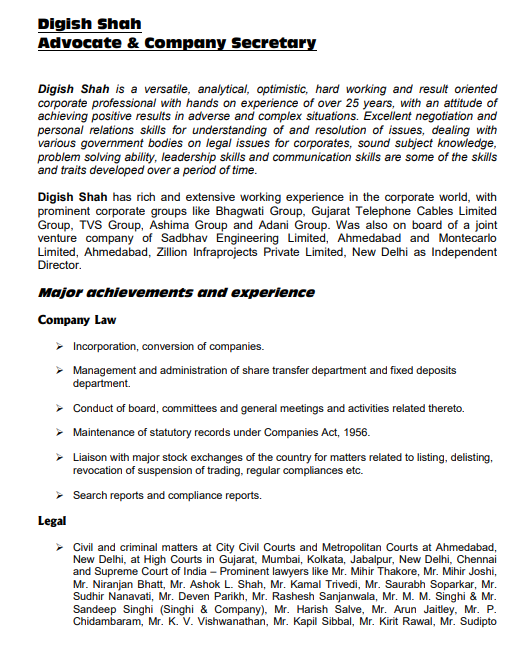 Digish Shah
Advocate & Company Secretary
Digish Shah is a versatile, analytical, optimistic, hard working and result oriented
corporate professional with hands on experience of over 25 years, with an attitude of
achieving positive results in adverse and complex situations. Excellent negotiation and
personal relations skills for understanding of and resolution of issues, dealing with
various government bodies on legal issues for corporates, sound subject knowledge,
problem solving ability, leadership skills and communication skills are some of the skills
and traits developed over a period of time.
Digish Shah has rich and extensive working experience in the corporate world, with
prominent corporate groups like Bhagwati Group, Gujarat Telephone Cables Limited
Group, TVS Group, Ashima Group and Adani Group. Was also on board of a joint
venture company of Sadbhav Engineering Limited, Ahmedabad and Montecarlo
Limited, Ahmedabad, Zillion Infraprojects Private Limited, New Delhi as Independent
Director.
Major achievements and experience
Company Law
➢ Incorporation, conversion of companies.
➢ Management and administration of share transfer department and fixed deposits
department.
➢ Conduct of board, committees and general meetings and activities related thereto.
➢ Maintenance of statutory records under Companies Act, 1956.
➢ Liaison with major stock exchanges of the country for matters related to listing, delisting,
revocation of suspension of trading, regular compliances etc.
➢ Search reports and compliance reports.
Legal
➢ Civil and criminal matters at City Civil Courts and Metropolitan Courts at Ahmedabad,
New Delhi, at High Courts in Gujarat, Mumbai, Kolkata, Jabalpur, New Delhi, Chennai
and Supreme Court of India – Prominent lawyers like Mr. Mihir Thakore, Mr. Mihir Joshi,
Mr. Niranjan Bhatt, Mr. Ashok L. Shah, Mr. Kamal Trivedi, Mr. Saurabh Soparkar, Mr.
Sudhir Nanavati, Mr. Deven Parikh, Mr. Rashesh Sanjanwala, Mr. M. M. Singhi & Mr.
Sandeep Singhi (Singhi & Company), Mr. Harish Salve, Mr. Arun Jaitley, Mr. P.
Chidambaram, Mr. K. V. Vishwanathan, Mr. Kapil Sibbal, Mr. Kirit Rawal, Mr. Sudipto